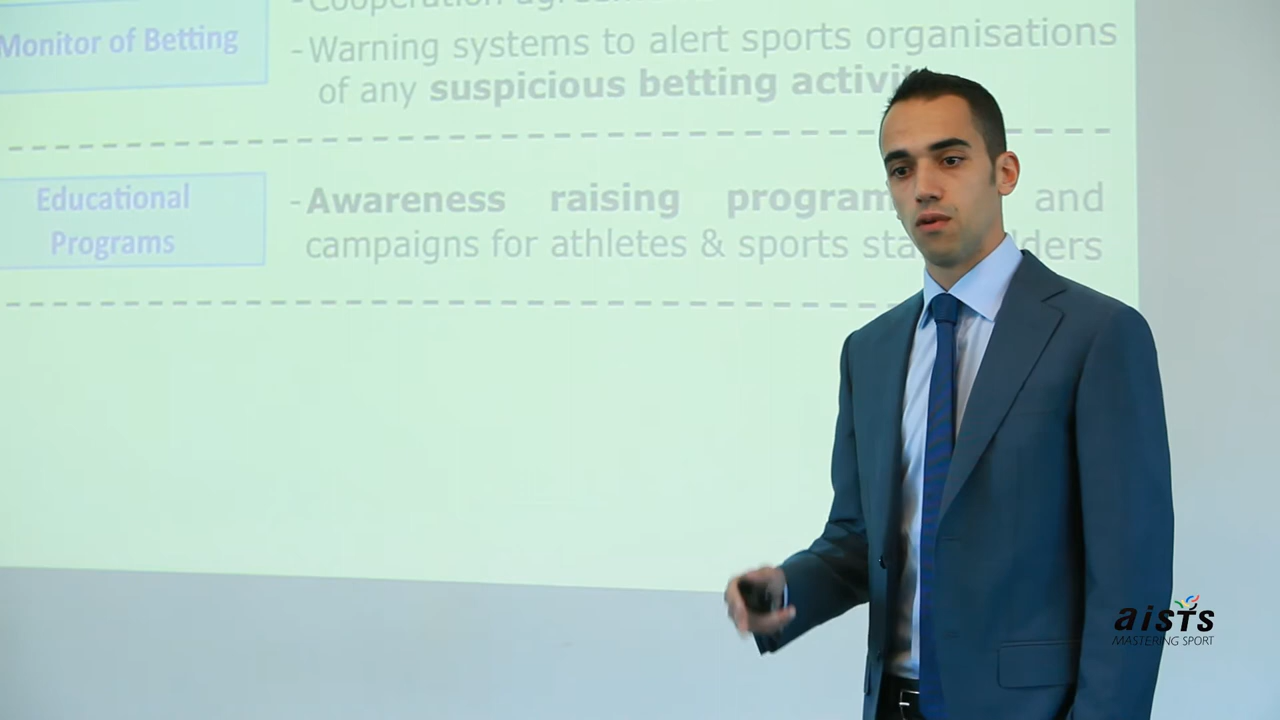 - Cooperation
Monitor of Betting
- Warning systems to alert sports organisations
of any suspicious betting
Educational
Programs
- Awareness raising and
campaigns for athletes & sports
aists
MASTERING SPORT